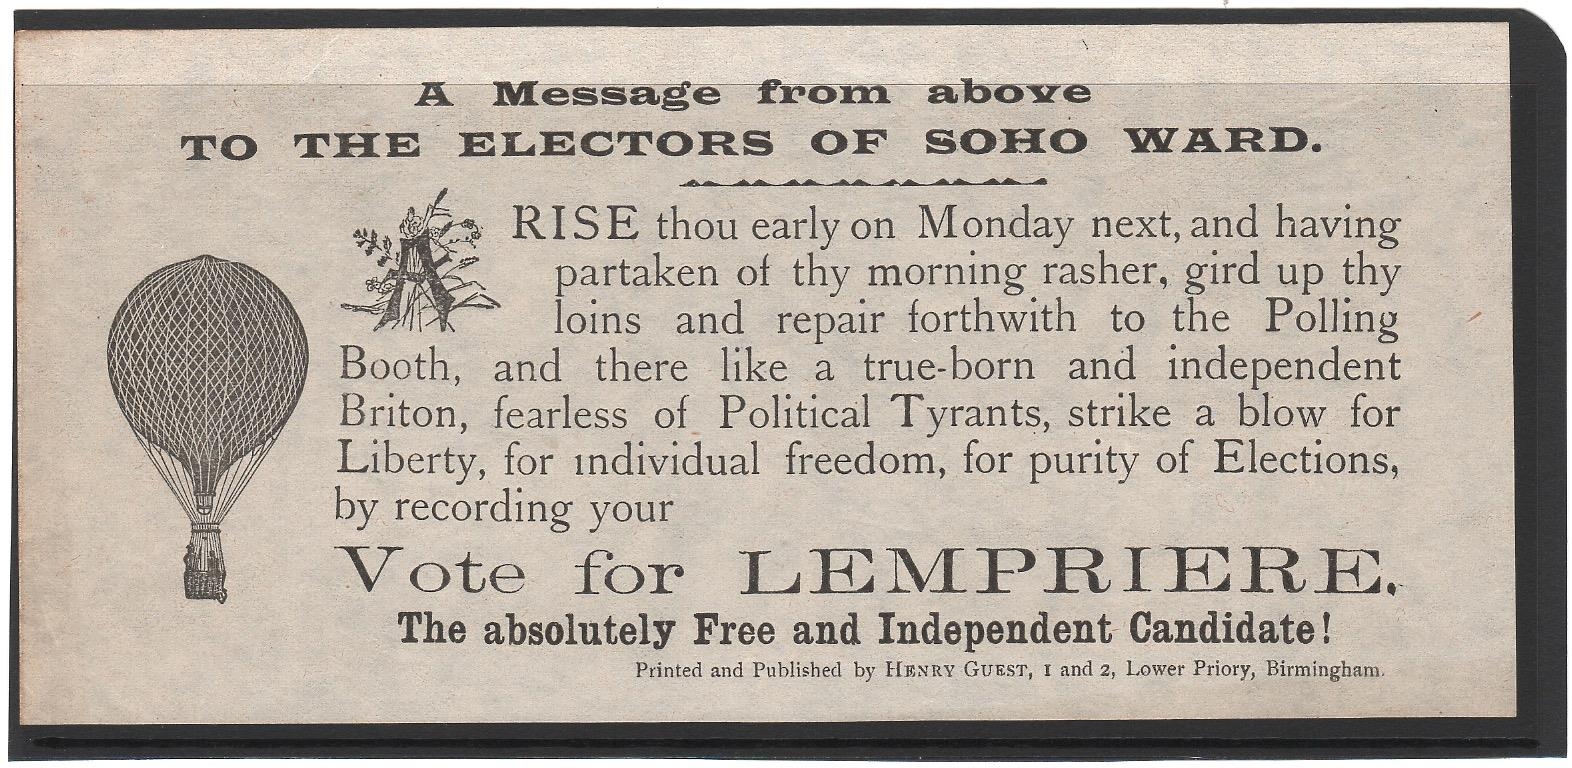 A Message from above
TO THE ELECTORS OF SOHO WARD.
ARISE thou early on Monday next, and having
partaken of thy morning rasher, gird up thy
loins and repair forthwith to the Polling
Booth, and there like a true-born and independent
Briton, fearless of Political Tyrants, strike a blow for
Liberty, for individual freedom, for purity of Elections,
by recording your
Vote for LEMPRIERE.
The absolutely Free and Independent Candidate!
Printed and Published by HENRY GUEST, 1 and 2, Lower Priory, Birmingham.